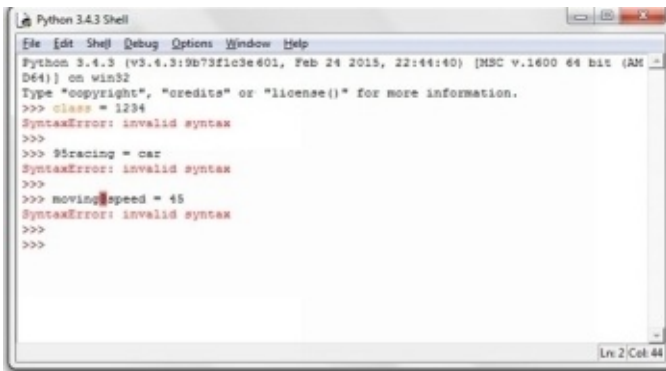 Python 3.4.3 Shell
File Edit Shell Debug Options Window Help
Python 3.4.3 (v3.4.3:9b73f1c3e601, Feb 24 2015, 22:44:40) [MSC v.1600 64 bit (AM
D64)] on win32
Type "copyright", "credits" or "license()" for more information.
>>> class = 1234
SyntaxError: invalid syntax
>>>
>>> 95racing = car
SyntaxError: invalid syntax
>>>
>>> moving speed = 45
SyntaxError: invalid syntax
>>>
>>>
Ln: 2 Col: 44